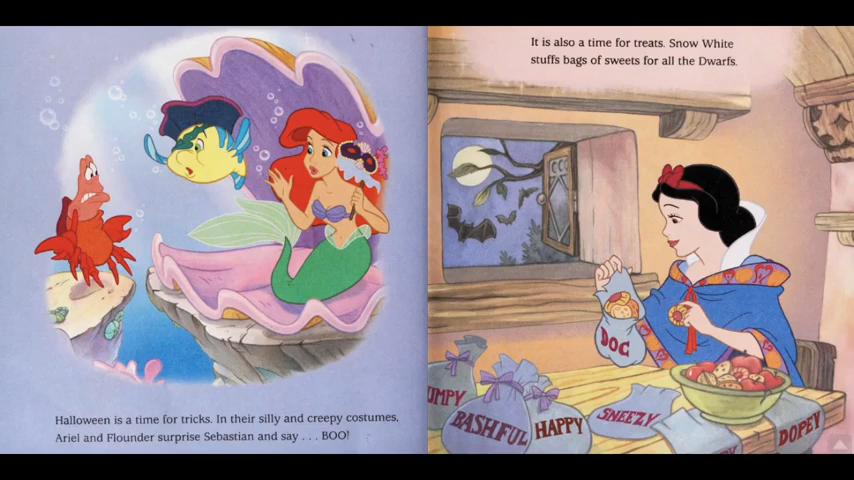 Halloween is a time for tricks. In their silly and creepy costumes,
Ariel and Flounder surprise Sebastian and say . . . BOO!
It is also a time for treats. Snow White
stuffs bags of sweets for all the Dwarfs.
DOC
UMPY
BASHFUL
HAPPY
SNEEZY
DOPEY